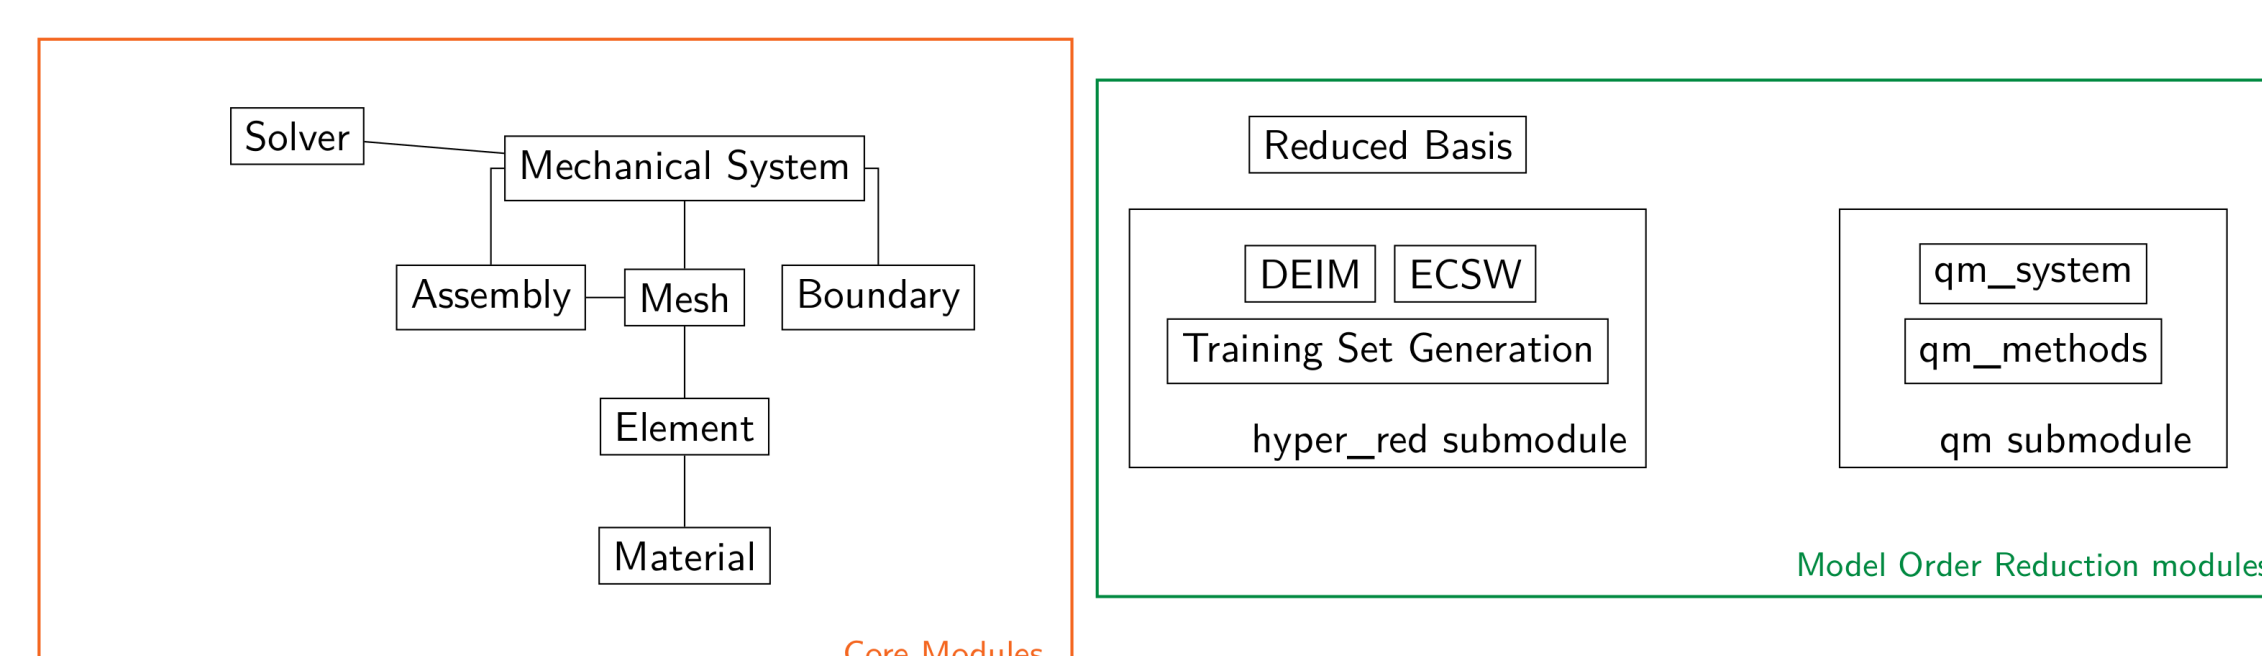 Solver
Mechanical System
Assembly
Mesh
Boundary
Element
Material
Core Modules
Reduced Basis
DEIM
ECSW
Training Set Generation
hyper_red submodule
qm_system
qm_methods
qm submodule
Model Order Reduction modules